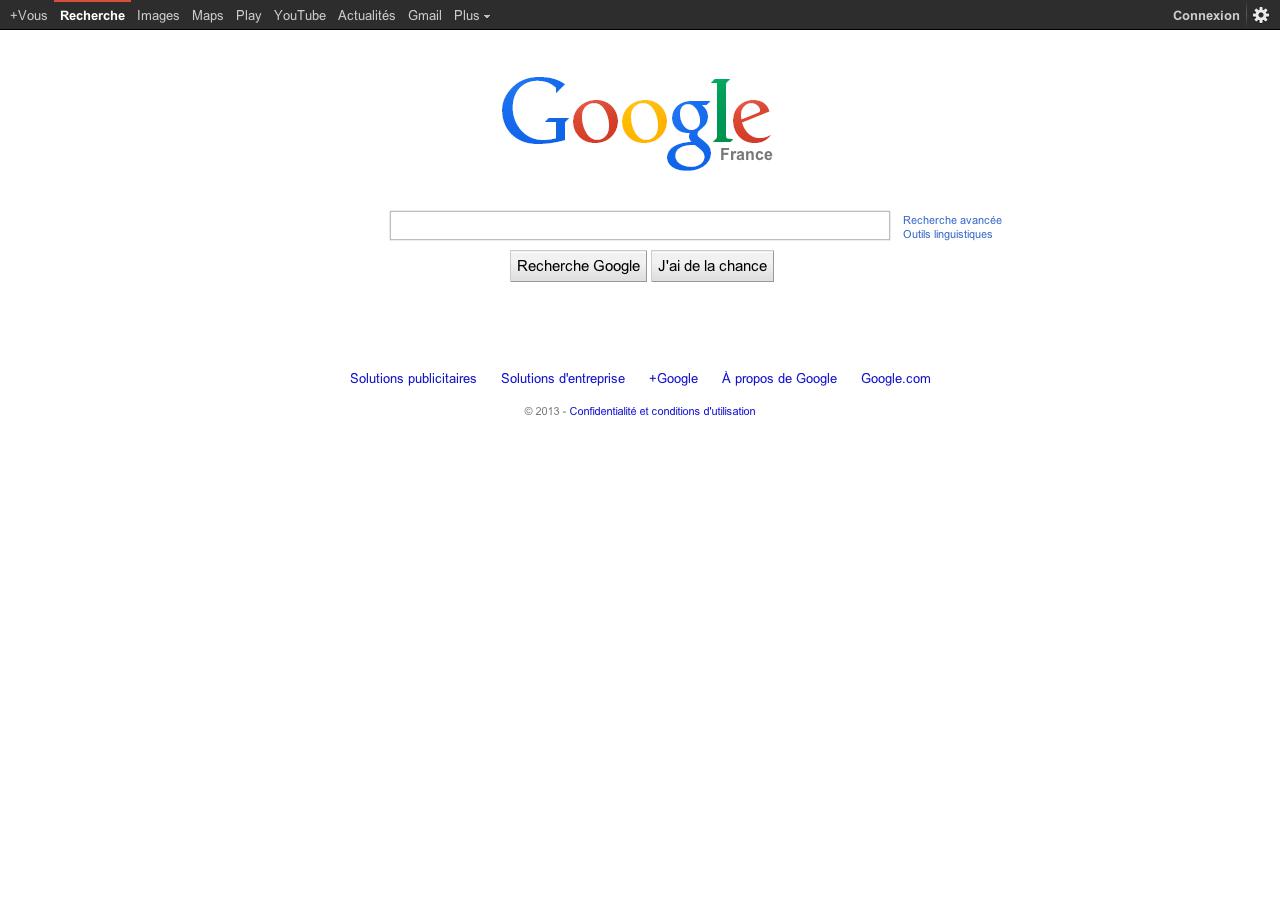 +Vous Recherche Images Maps Play YouTube Actualités Gmail Plus Connexion
Google
France
Recherche avancée
Outils linguistiques
Recherche Google J'ai de la chance
Solutions publicitaires Solutions d'entreprise +Google À propos de Google Google.com
© 2013 - Confidentialité et conditions d'utilisation